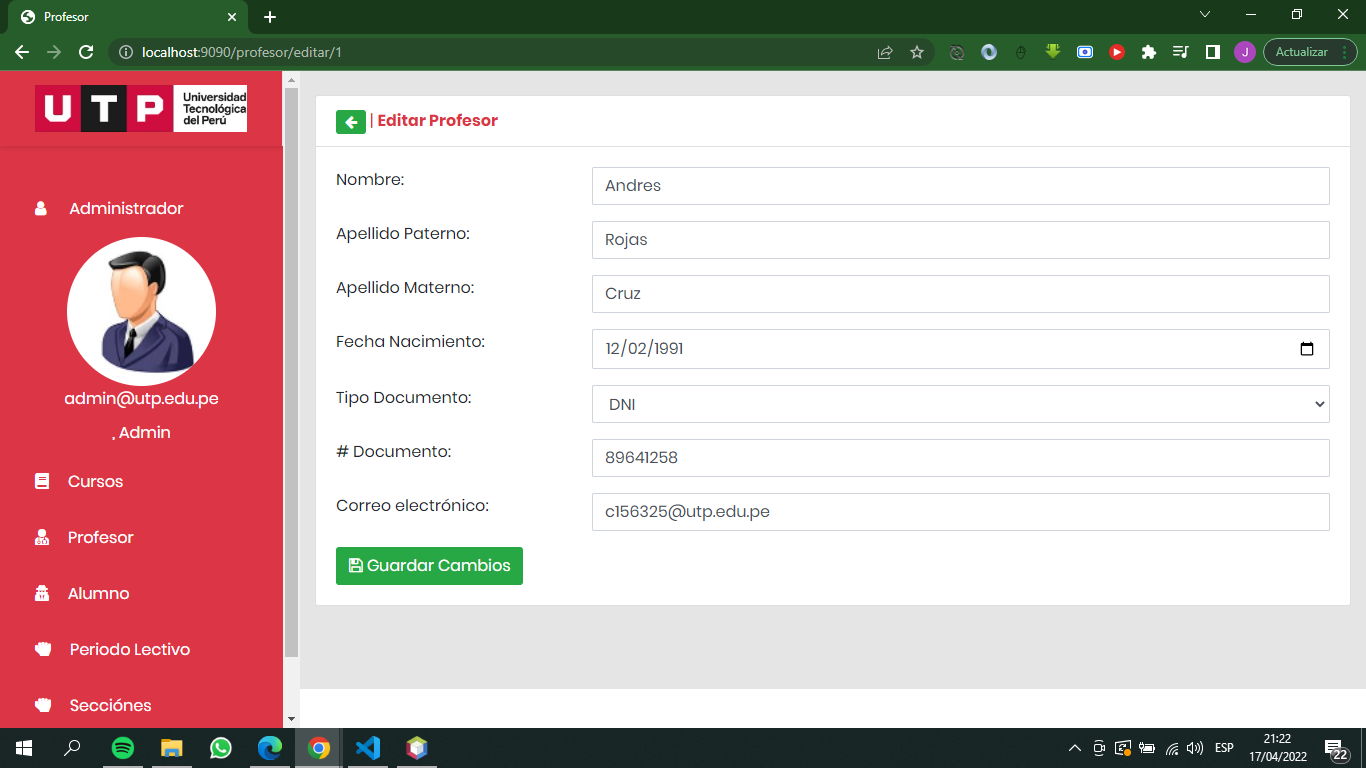 Profesor
localhost:9090/profesor/editar/1
J
Actualizar
UTP
Universidad
Tecnológica
del Perú
Administrador
admin@utp.edu.pe
, Admin
Cursos
Profesor
Alumno
Periodo Lectivo
Secciónes
| Editar Profesor
Nombre:
Andres
Apellido Paterno:
Rojas
Apellido Materno:
Cruz
Fecha Nacimiento:
12/02/1991
Tipo Documento:
DNI
# Documento:
89641258
Correo electrónico:
c156325@utp.edu.pe
Guardar Cambios
ESP
21:22
17/04/2022
22